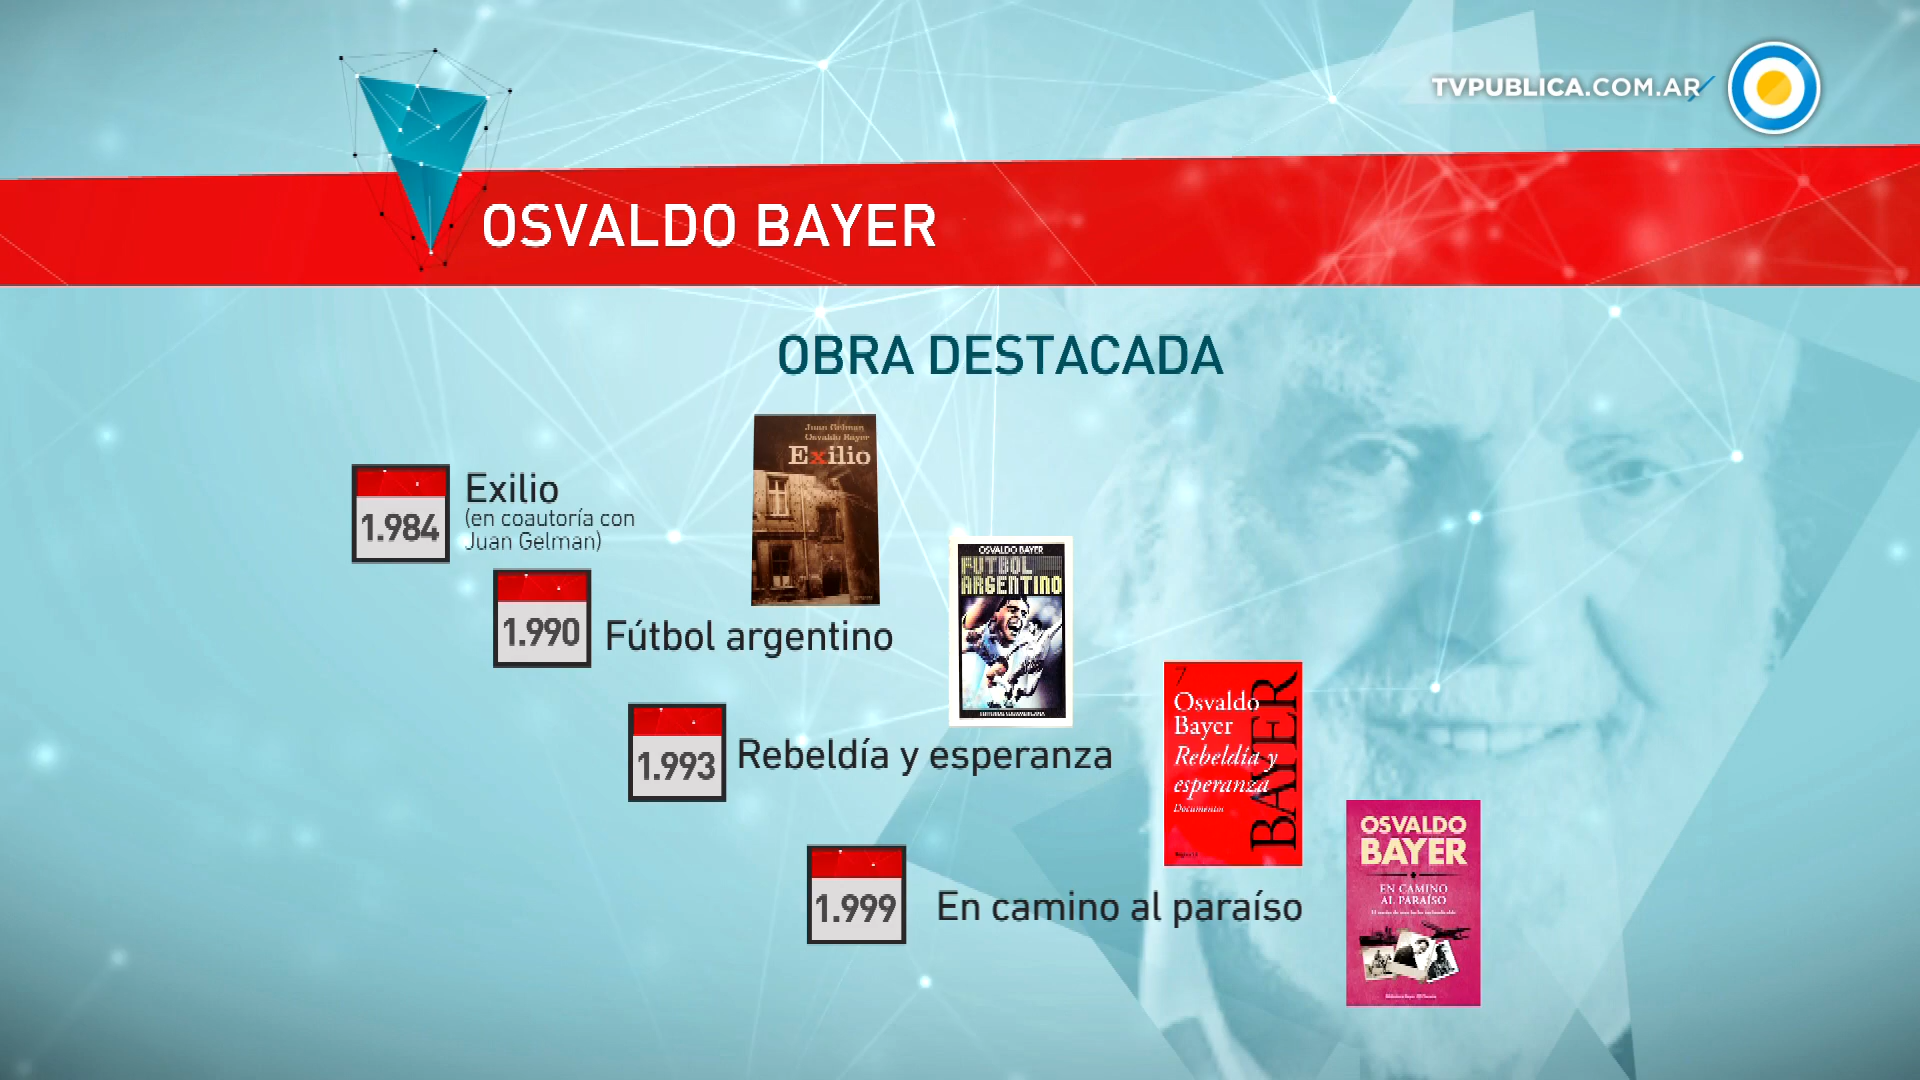 TVPUBLICA.COM.AR
OSVALDO BAYER
OBRA DESTACADA
1.984
Exilio
(en coautoría con
Juan Gelman)
Juan Gelman
Osvaldo Bayer
Exilio
1.990
Fútbol argentino
OSVALDO BAYER
FUTBOL
ARGENTINO
1.993
Rebeldía y esperanza
Osvaldo
Bayer
Rebeldía y
esperanza
Documentos
BAYER
1.999
En camino al paraíso
OSVALDO
BAYER
EN CAMINO
AL PARAÍSO